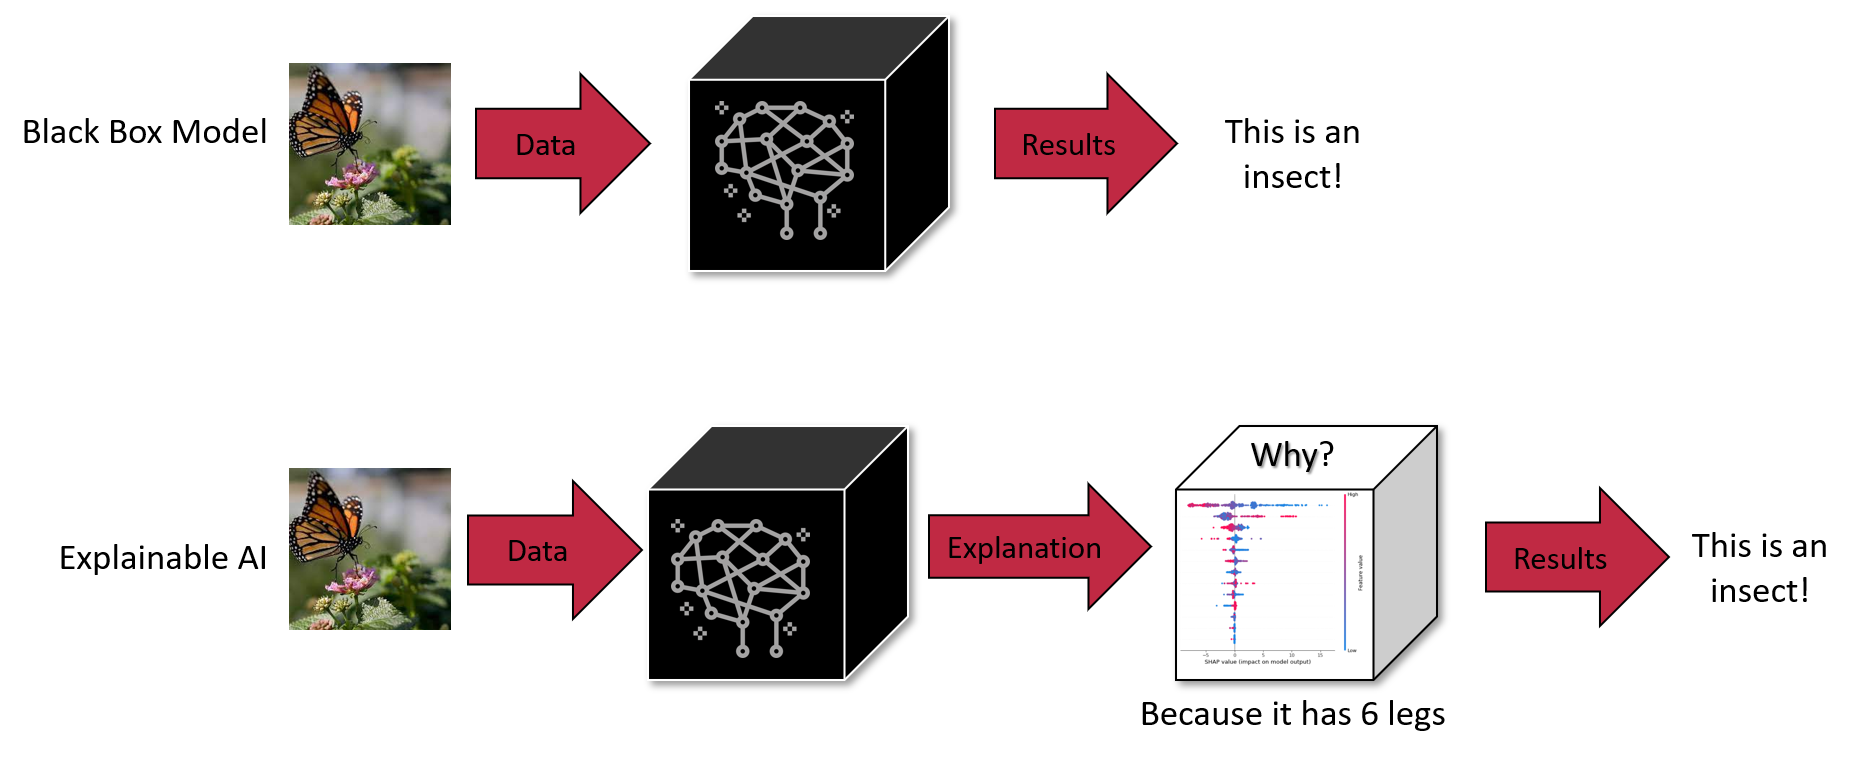 Black Box Model
Data
Results
This is an
insect!
Explainable AI
Data
Explanation
Why?
High
Feature value
Low
-5
0
5
10
15
SHAP value (impact on model output)
Because it has 6 legs
Results
This is an
insect!